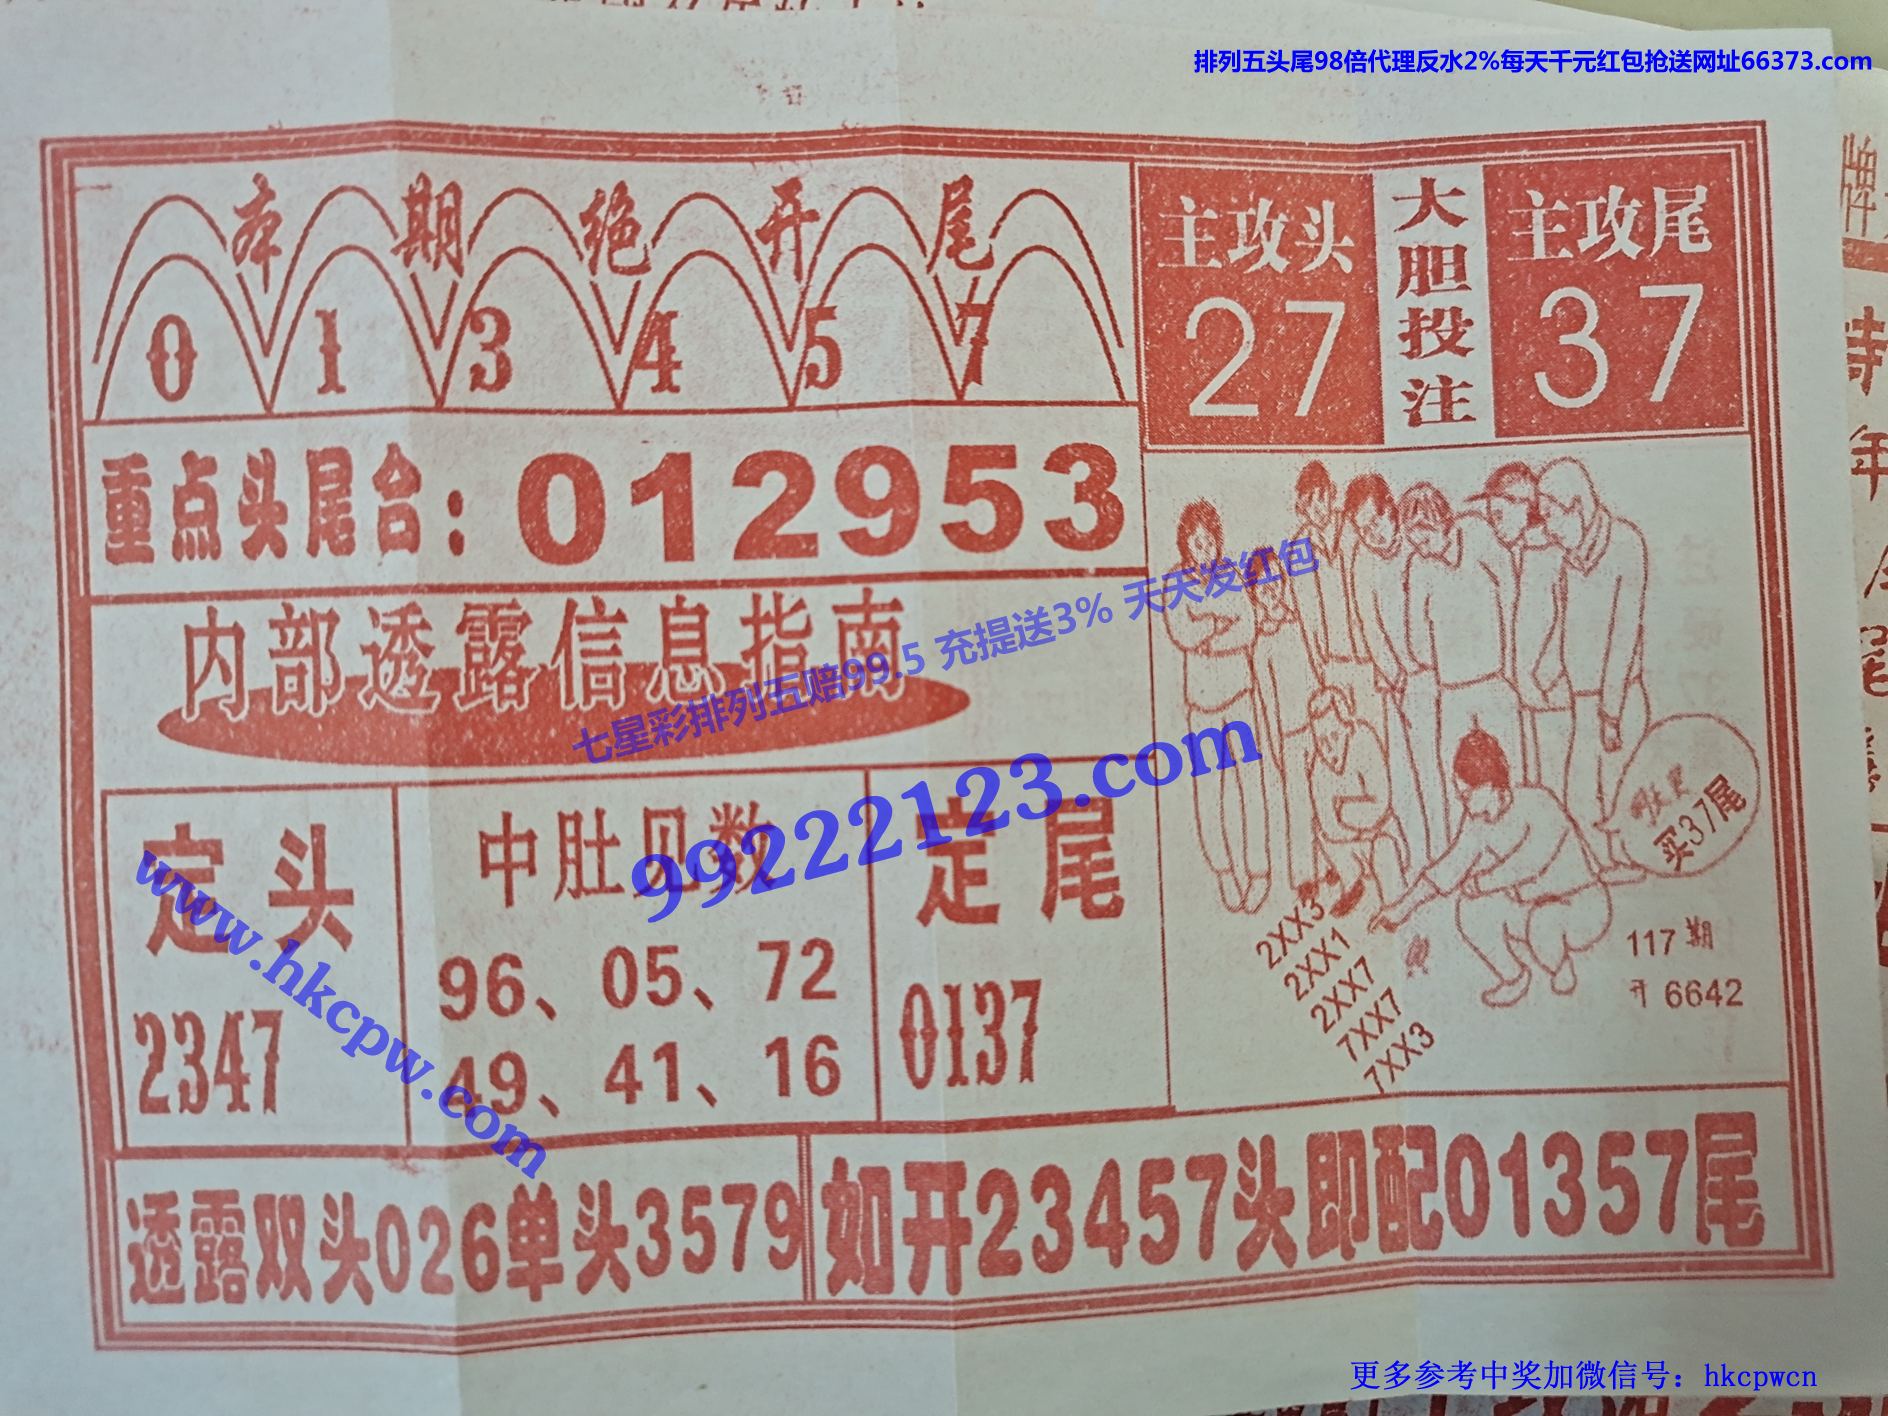 排列五头尾98倍代理反水2%每天千元红包抢送网址66373.com
本期绝开尾
0 1 3 4 5 7
主攻头
27
大胆投注
主攻尾
37
重点头尾台：012953
内部透露信息指南
七星彩排列五赔99.5 充提送3% 天天发红包
99222123.com
www.hkcpw.com
定头
2347
中肚见数
96、05、72
49、41、16
定尾
0137
买37尾
2XX3
2XX1
2XX7
7XX7
7XX3
117期
开 6642
透露双头026单头3579
如开23457头即配01357尾
更多参考中奖加微信号：hkcpwcn